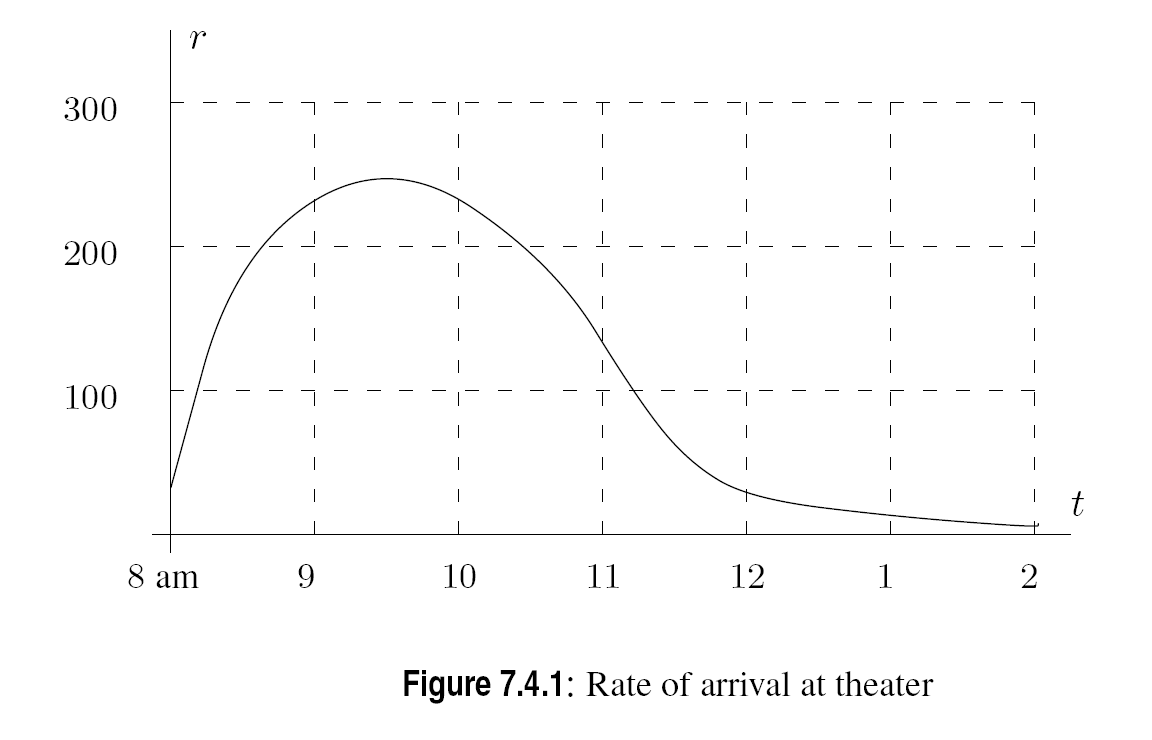 r
300
200
100
t
8 am 9 10 11 12 1 2
Figure 7.4.1: Rate of arrival at theater